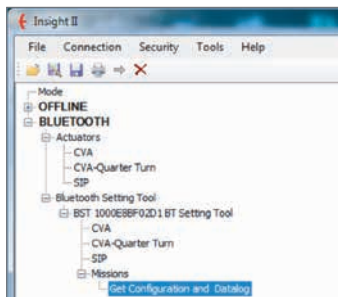 Insight II
File Connection Security Tools Help
Mode
OFFLINE
BLUETOOTH
Actuators
CVA
CVA-Quarter Turn
SIP
Bluetooth Setting Tool
BST 1000E8BF02D1 BT Setting Tool
CVA
CVA-Quarter Turn
SIP
Missions
Get Configuration and Datalog